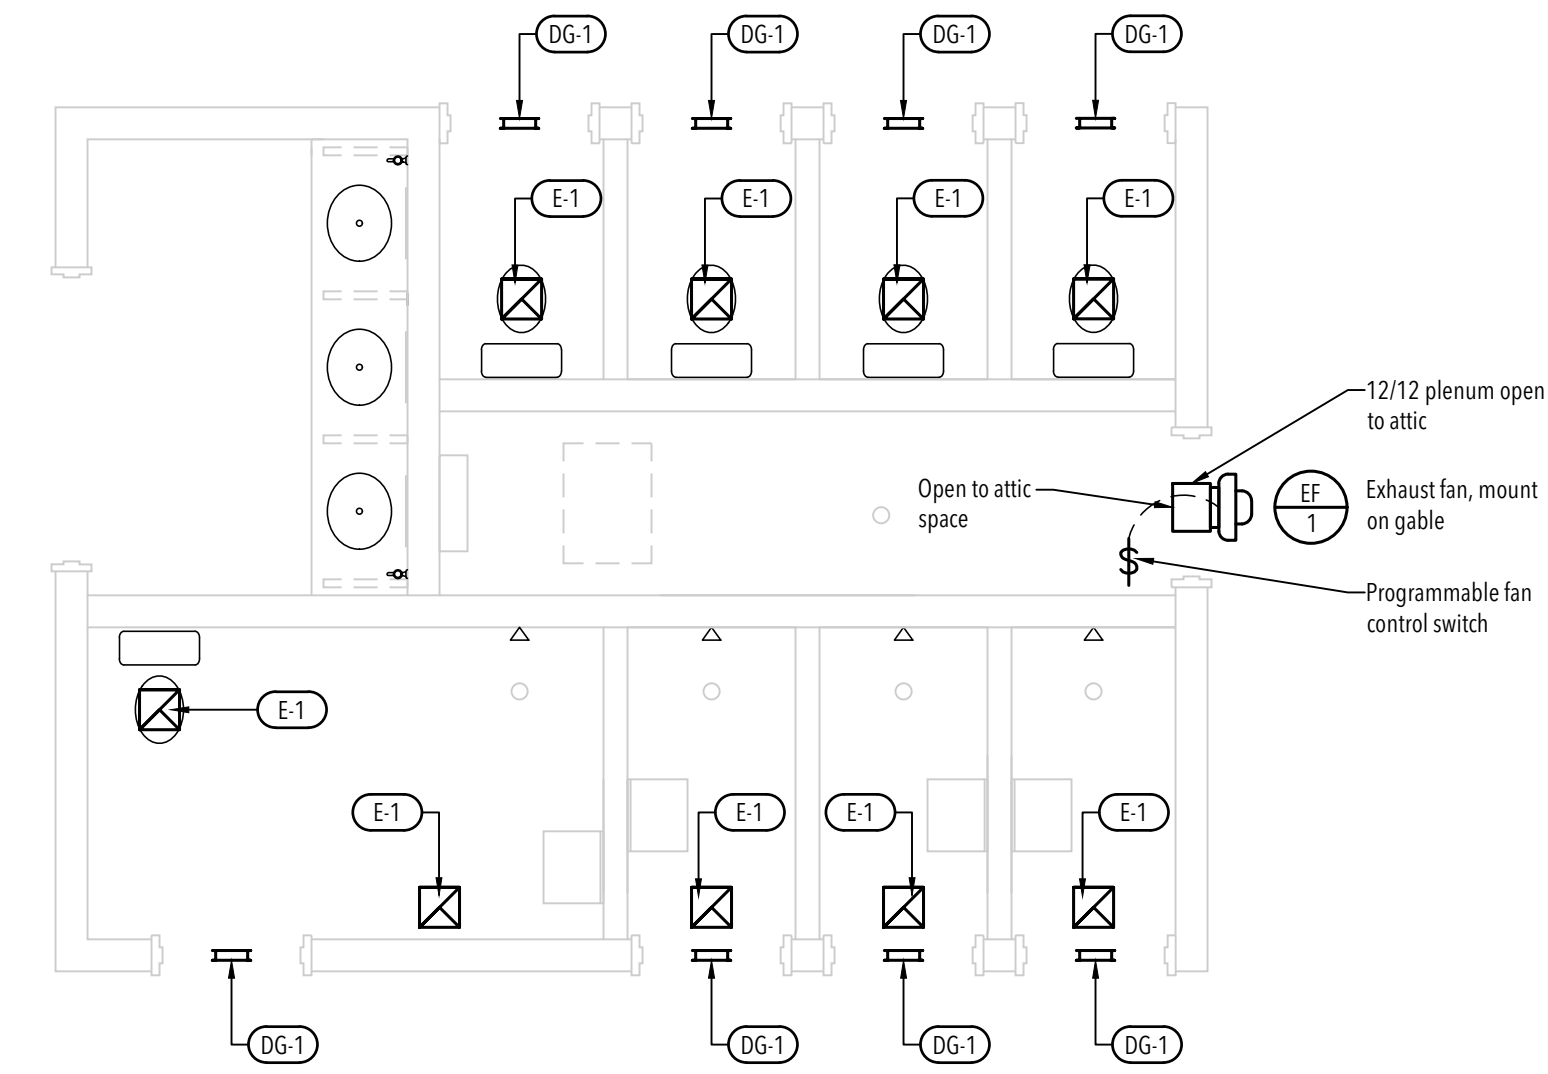 DG-1
DG-1
DG-1
DG-1
E-1
E-1
E-1
E-1
12/12 plenum open
to attic
Open to attic
space
EF
1
Exhaust fan, mount
on gable
$
Programmable fan
control switch
E-1
E-1
E-1
E-1
E-1
DG-1
DG-1
DG-1
DG-1